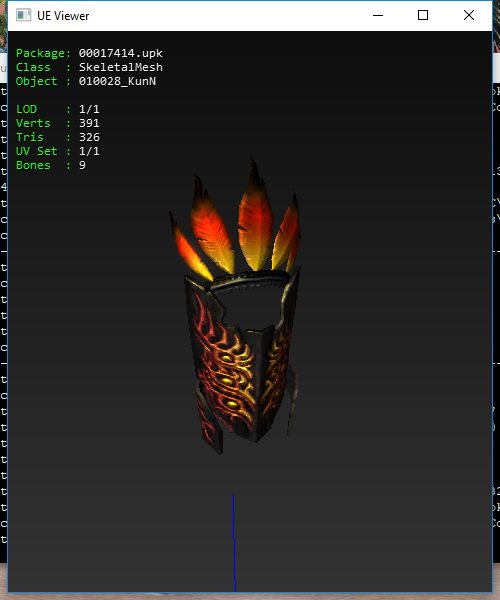 UE Viewer
Package: 00017414.upk
Class : SkeletalMesh
Object : 010028_KunN
LOD : 1/1
Verts : 391
Tris : 326
UV Set : 1/1
Bones : 9